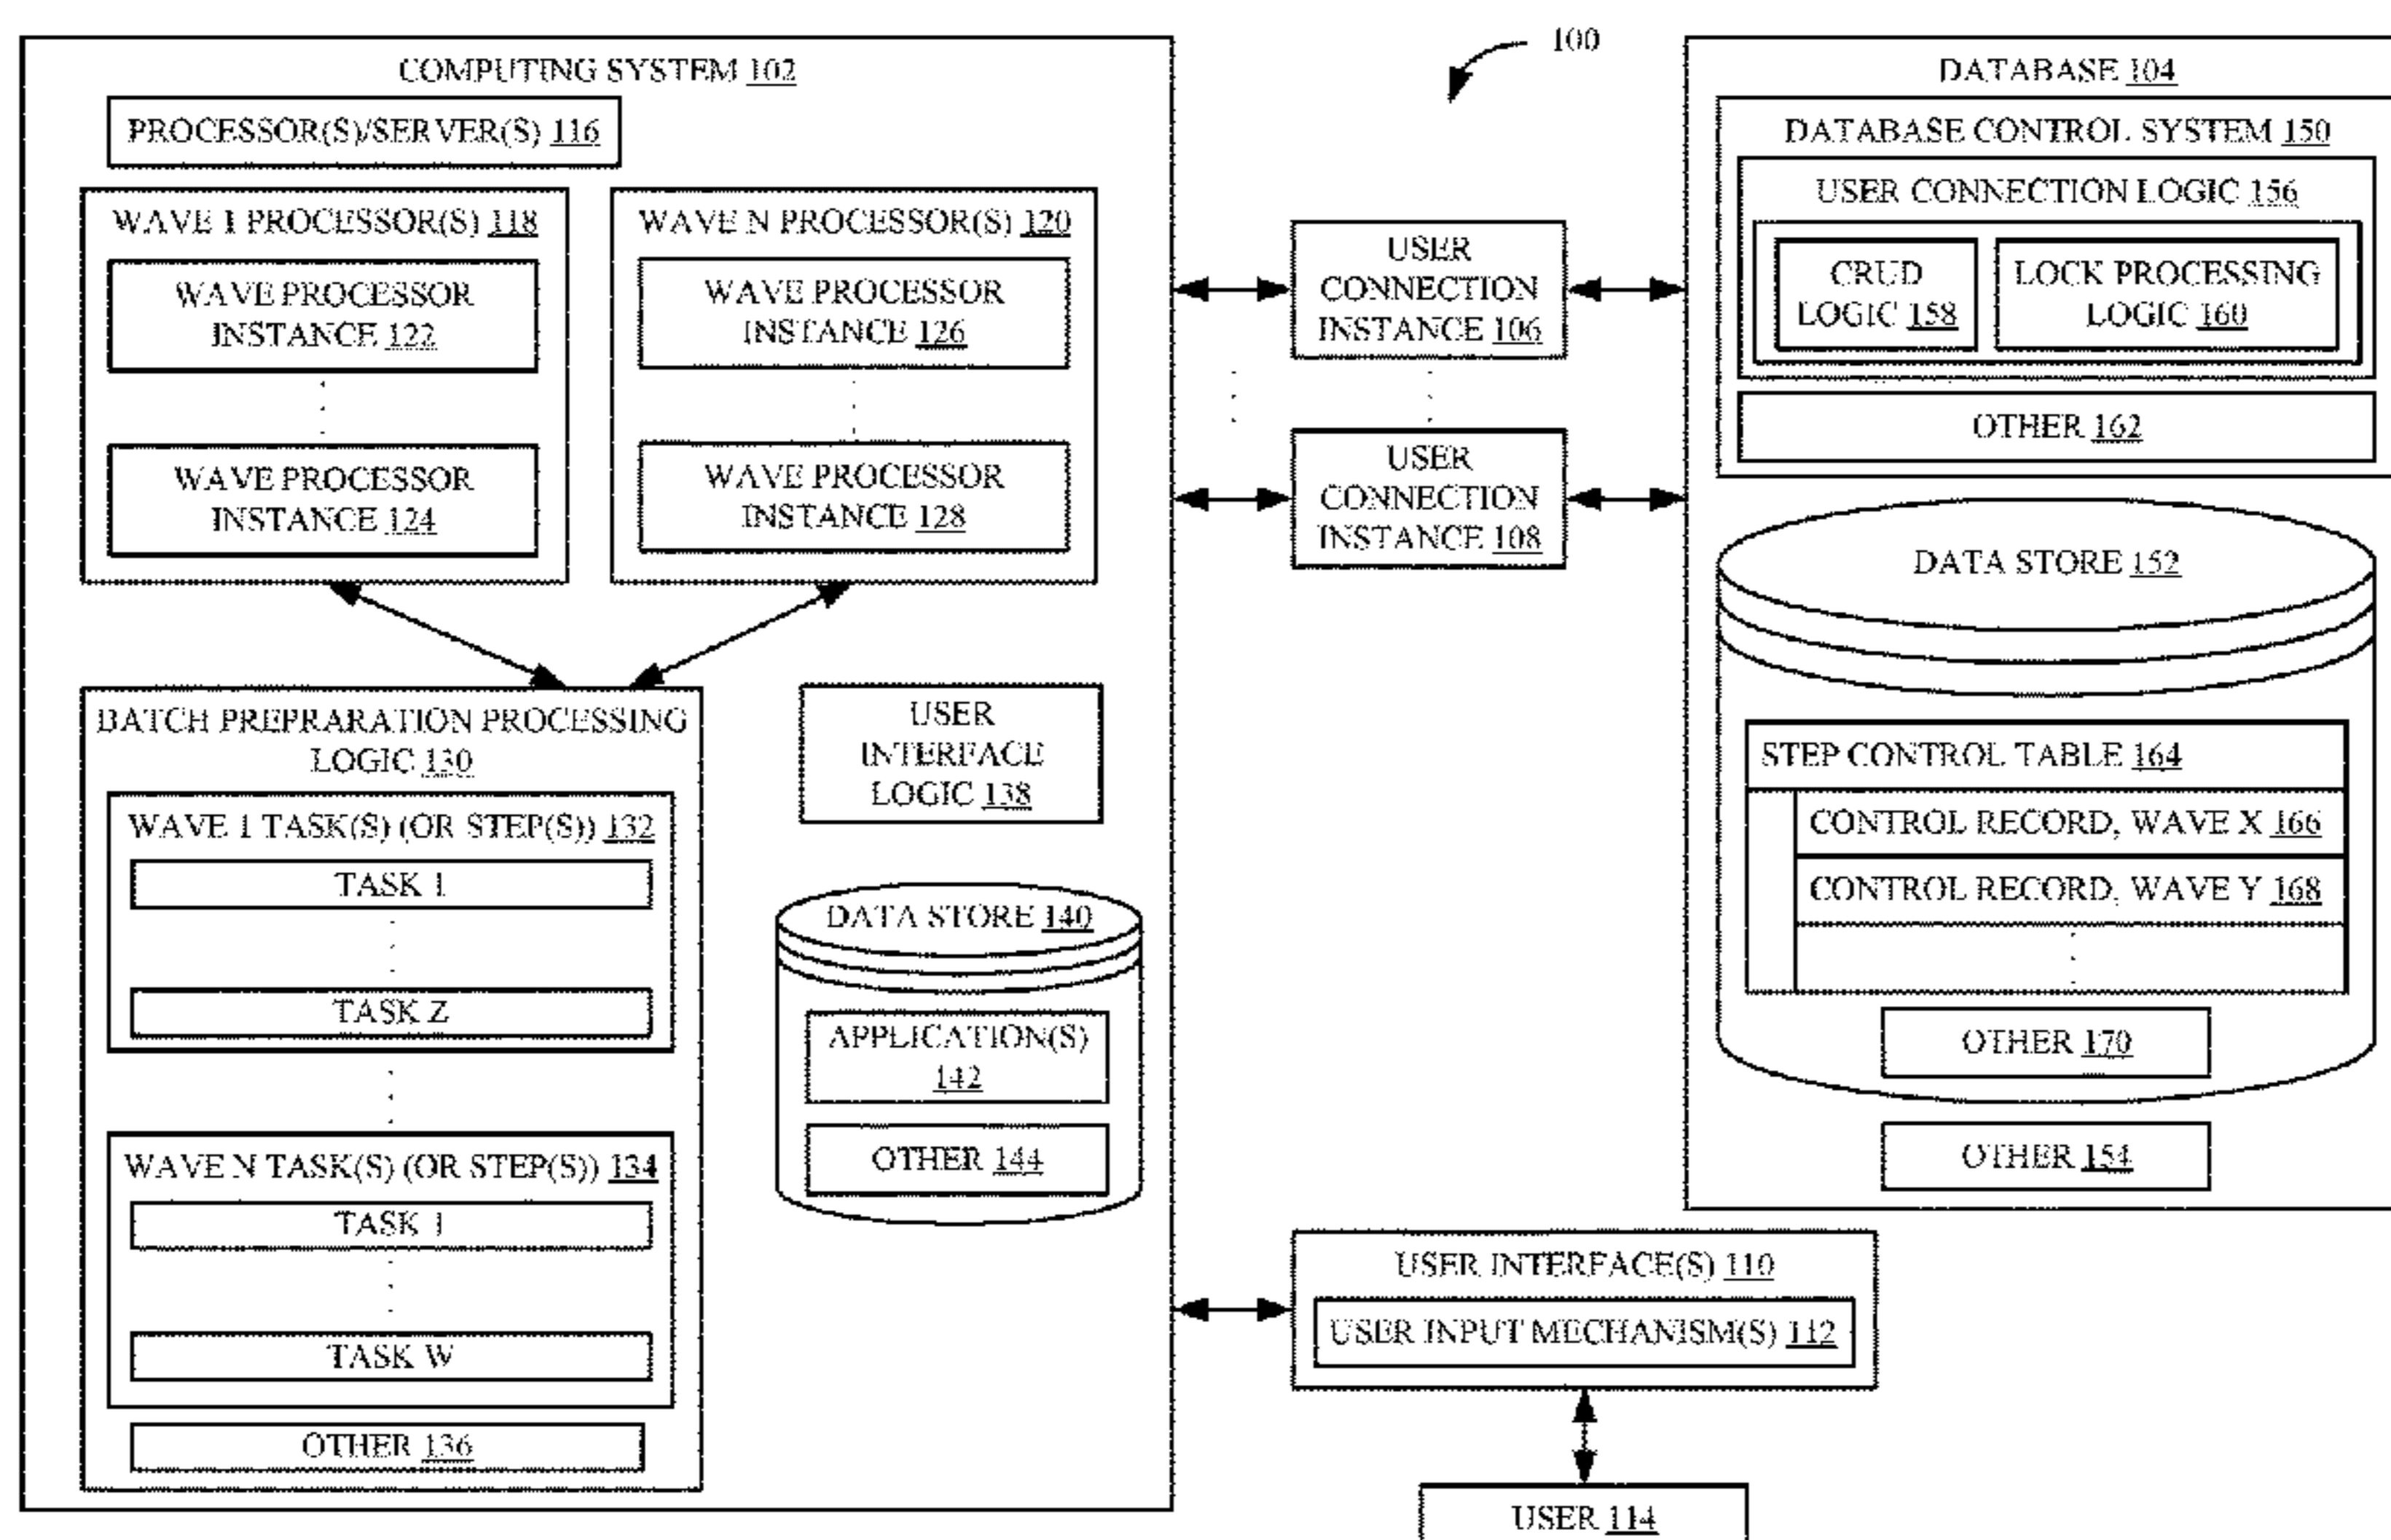 100
COMPUTING SYSTEM 102
PROCESSOR(S)/SERVER(S) 116
WAVE 1 PROCESSOR(S) 118
WAVE PROCESSOR
INSTANCE 122
WAVE PROCESSOR
INSTANCE 124
WAVE N PROCESSOR(S) 120
WAVE PROCESSOR
INSTANCE 126
WAVE PROCESSOR
INSTANCE 128
BATCH PREPRARATION PROCESSING
LOGIC 130
WAVE 1 TASK(S) (OR STEP(S)) 132
TASK 1
TASK Z
WAVE N TASK(S) (OR STEP(S)) 134
TASK 1
TASK W
OTHER 136
USER
INTERFACE
LOGIC 138
DATA STORE 140
APPLICATION(S)
142
OTHER 144
USER
CONNECTION
INSTANCE 106
USER
CONNECTION
INSTANCE 108
USER INTERFACE(S) 110
USER INPUT MECHANISM(S) 112
USER 114
DATABASE 104
DATABASE CONTROL SYSTEM 150
USER CONNECTION LOGIC 156
CRUD
LOGIC 158
LOCK PROCESSING
LOGIC 160
OTHER 162
DATA STORE 152
STEP CONTROL TABLE 164
CONTROL RECORD, WAVE X 166
CONTROL RECORD, WAVE Y 168
OTHER 170
OTHER 154